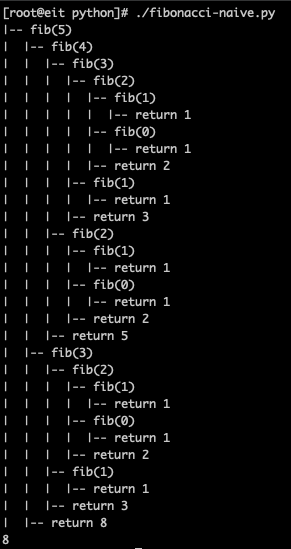 [root@eit python]# ./fibonacci-naive.py
|-- fib(5)
|  |-- fib(4)
|  |  |-- fib(3)
|  |  |  |-- fib(2)
|  |  |  |  |-- fib(1)
|  |  |  |  |  |-- return 1
|  |  |  |  |-- fib(0)
|  |  |  |  |  |-- return 1
|  |  |  |  |-- return 2
|  |  |  |-- fib(1)
|  |  |  |  |-- return 1
|  |  |  |-- return 3
|  |  |-- fib(2)
|  |  |  |-- fib(1)
|  |  |  |  |-- return 1
|  |  |  |-- fib(0)
|  |  |  |  |-- return 1
|  |  |  |-- return 2
|  |  |-- return 5
|  |-- fib(3)
|  |  |-- fib(2)
|  |  |  |-- fib(1)
|  |  |  |  |-- return 1
|  |  |  |-- fib(0)
|  |  |  |  |-- return 1
|  |  |  |-- return 2
|  |  |-- fib(1)
|  |  |  |-- return 1
|  |  |-- return 3
|  |-- return 8
8